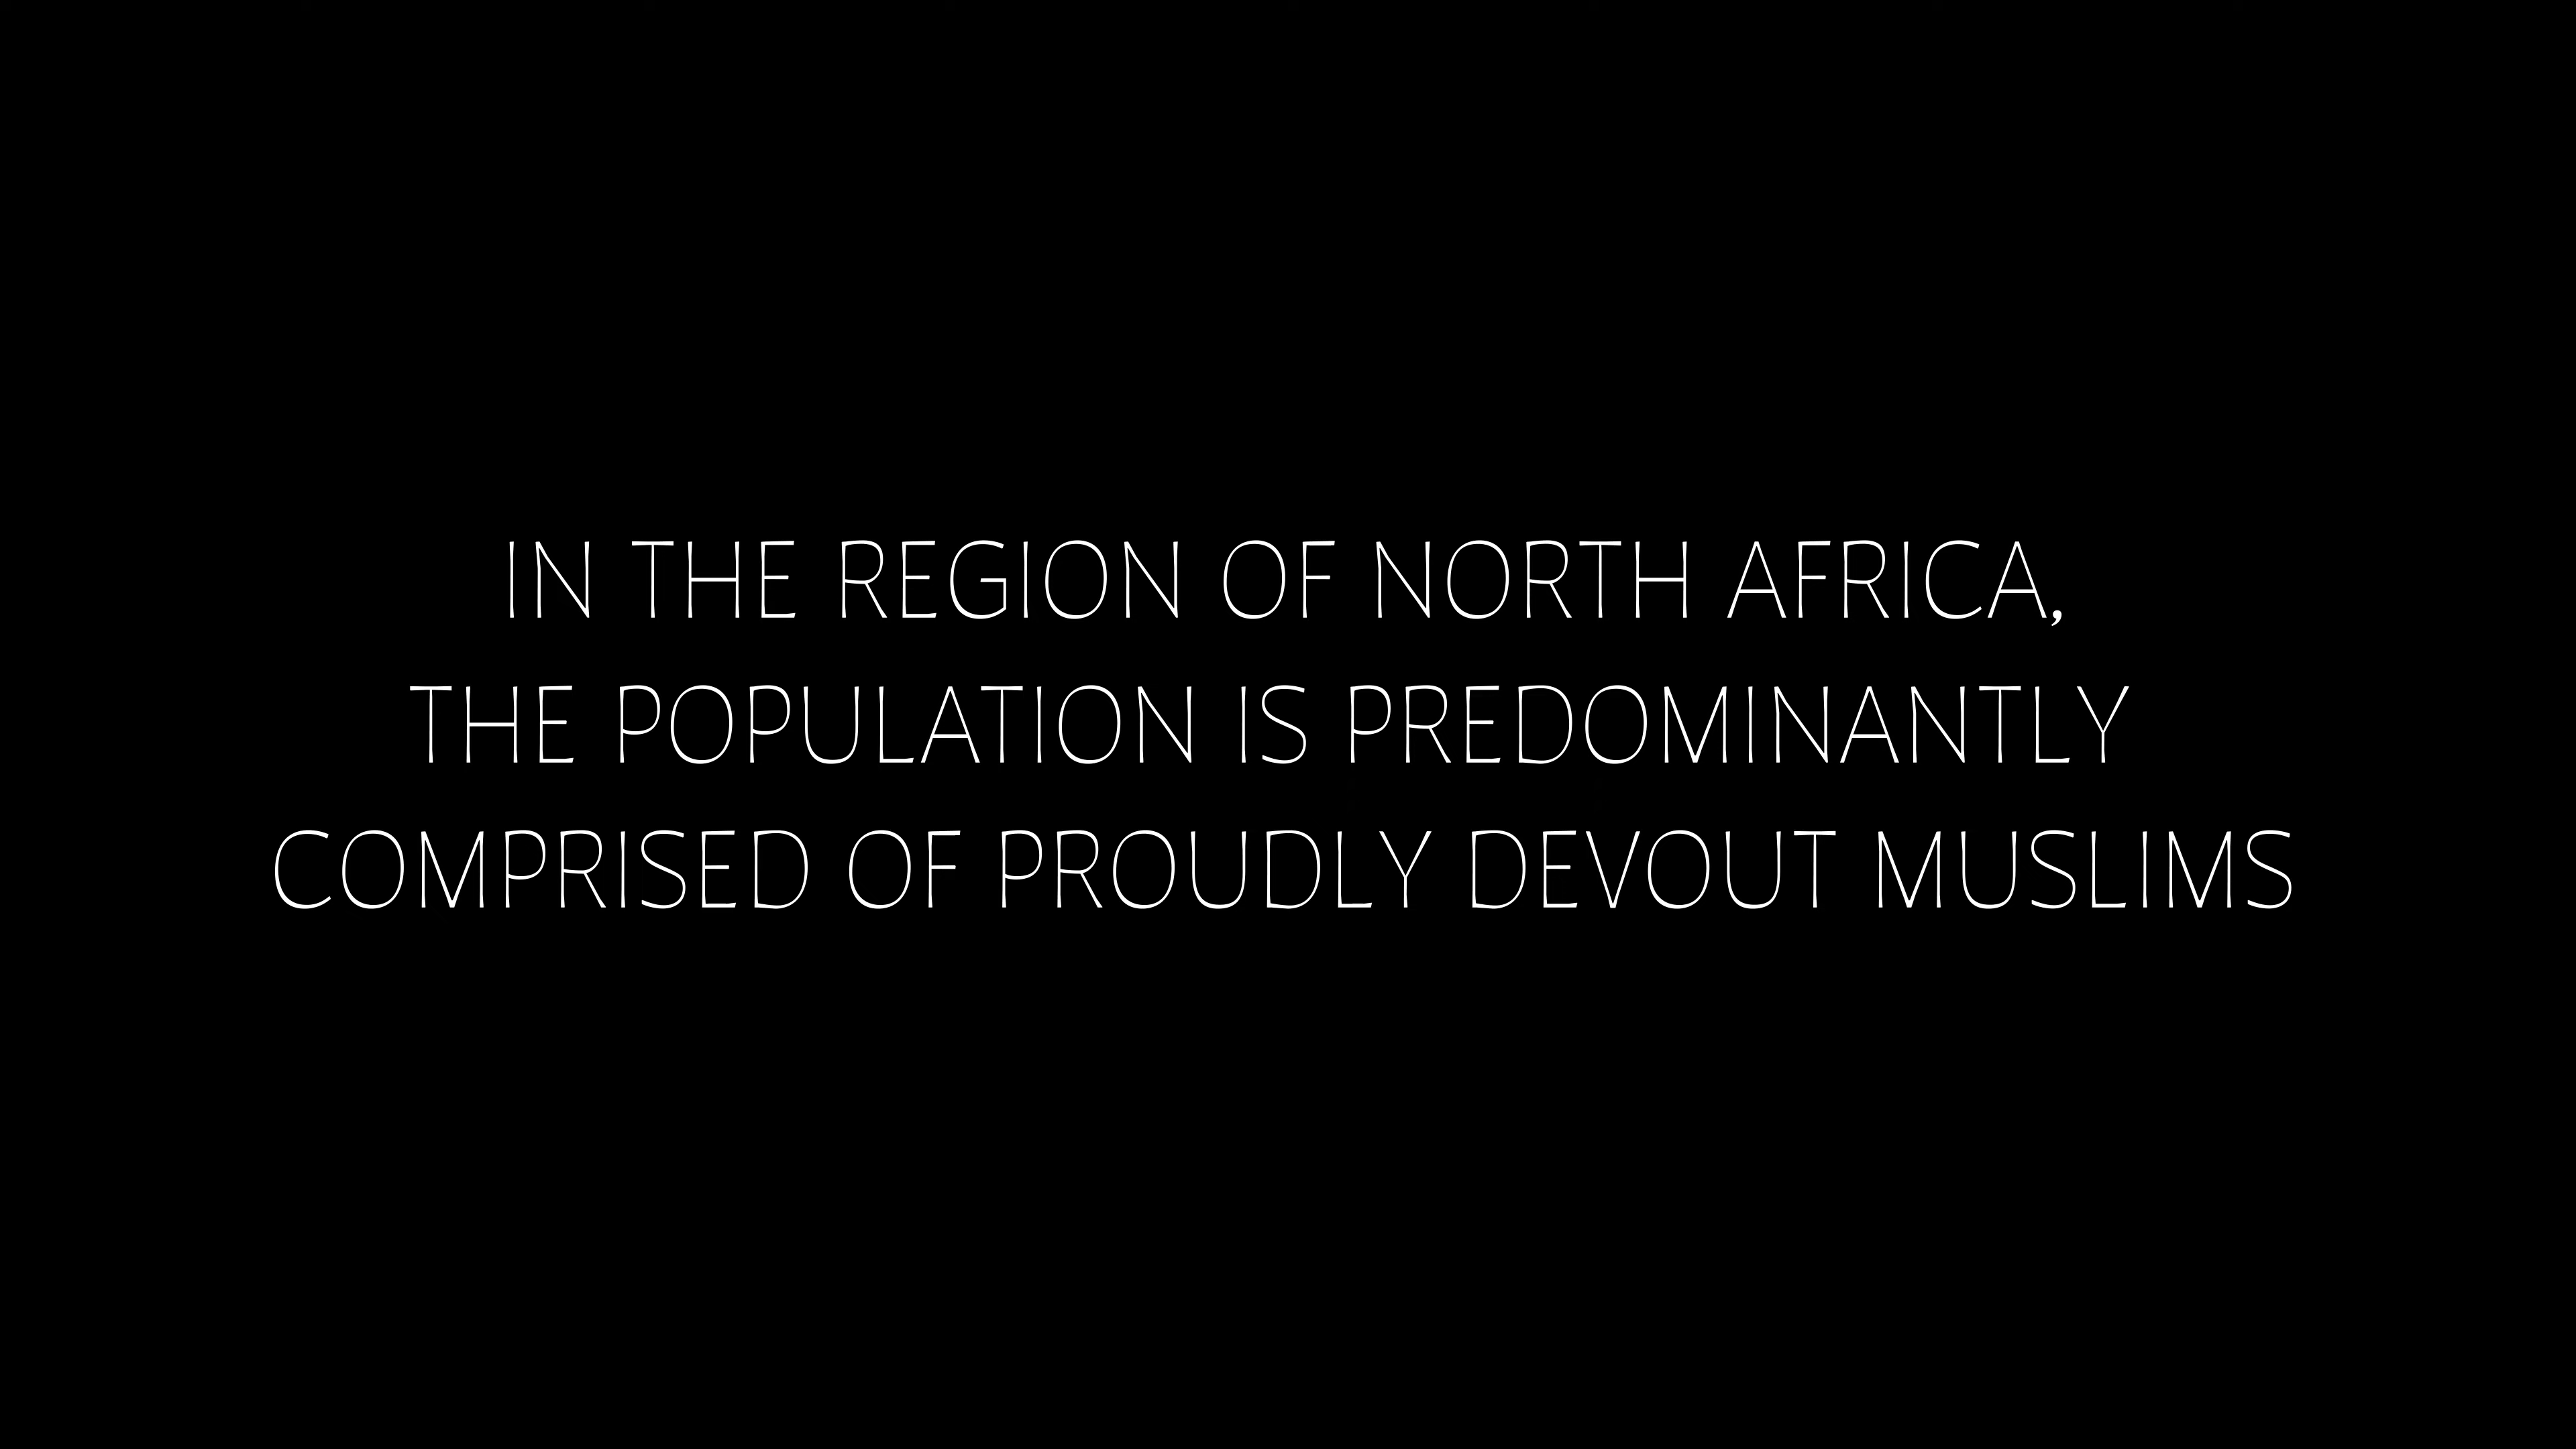 IN THE REGION OF NORTH AFRICA,
THE POPULATION IS PREDOMINANTLY
COMPRISED OF PROUDLY DEVOUT MUSLIMS